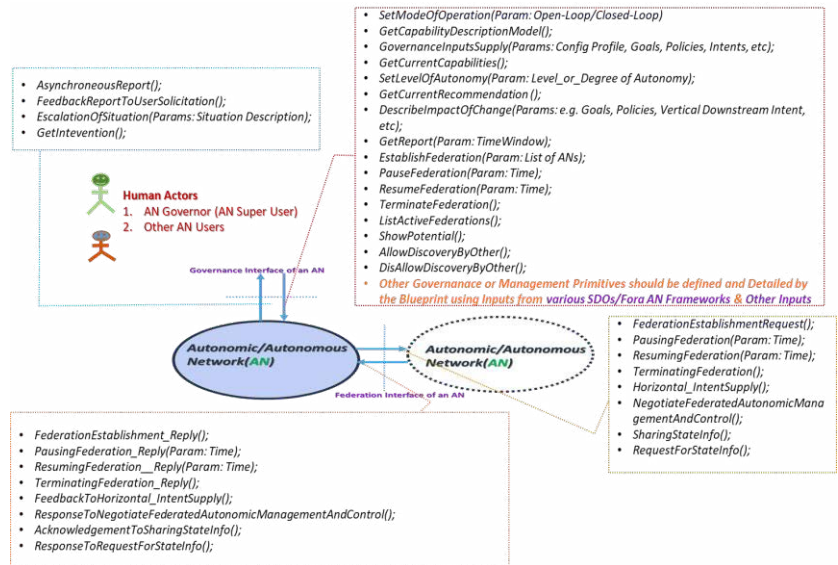 • SetModeOfOperation(Param: Open-Loop/Closed-Loop)
• GetCapabilityDescriptionModel();
• GovernanceInputsSupply(Params: Config Profile, Goals, Policies, Intents, etc);
• GetCurrentCapabilities();
• SetLevelOfAutonomy(Param: Level_or_Degree of Autonomy);
• GetCurrentRecommendation ();
• DescribeImpactOfChange(Params: e.g. Goals, Policies, Vertical Downstream Intent,
etc);
• GetReport(Param: TimeWindow);
• EstablishFederation(Param: List of ANs);
• PauseFederation(Param: Time);
• ResumeFederation(Param: Time);
• TerminateFederation();
• ListActiveFederations();
• ShowPotential();
• AllowDiscoveryByOther();
• DisAllowDiscoveryByOther();
• Other Governanace or Management Primitives should be defined and Detailed by
the Blueprint using Inputs from various SDOs/Fora AN Frameworks & Other Inputs
• AsynchroneousReport();
• FeedbackReportToUserSolicitation();
• EscalationOfSituation(Params: Situation Description);
• GetIntevention();
Human Actors
1. AN Governor (AN Super User)
2. Other AN Users
Governance Interface of an AN
Autonomic/Autonomous
Network(AN)
Autonomic/Autonomous
Network(AN)
Federation Interface of an AN
• FederationEstablishmentRequest();
• PausingFederation(Param: Time);
• ResumingFederation(Param: Time);
• TerminatingFederation();
• Horizontal_IntentSupply();
• NegotiateFederatedAutonomicMana
gementAndControl();
• SharingStateInfo();
• RequestForStateInfo();
• FederationEstablishment_Reply();
• PausingFederation_Reply(Param: Time);
• ResumingFederation__Reply(Param: Time);
• TerminatingFederation_Reply();
• FeedbackToHorizontal_IntentSupply();
• ResponseToNegotiateFederatedAutonomicManagementAndControl();
• AcknowledgementToSharingStateInfo();
• ResponseToRequestForStateInfo();